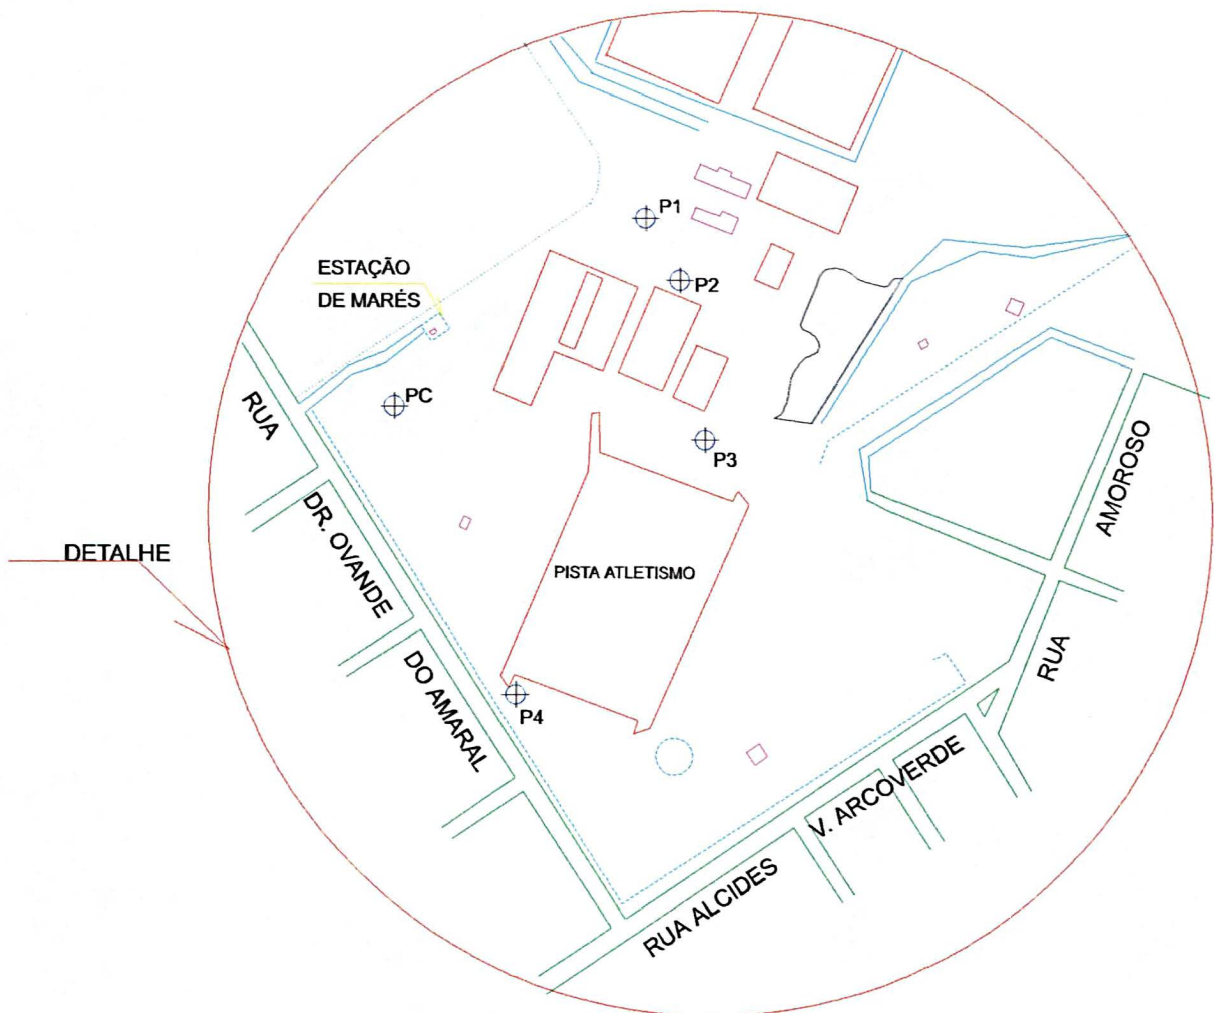 P1
P2
ESTAÇÃO
DE MARÉS
PC
RUA
P3
AMOROSO
DETALHE
DR. OVANDE
PISTA ATLETISMO
RUA
DO AMARAL
P4
V. ARCOVERDE
RUA ALCIDES